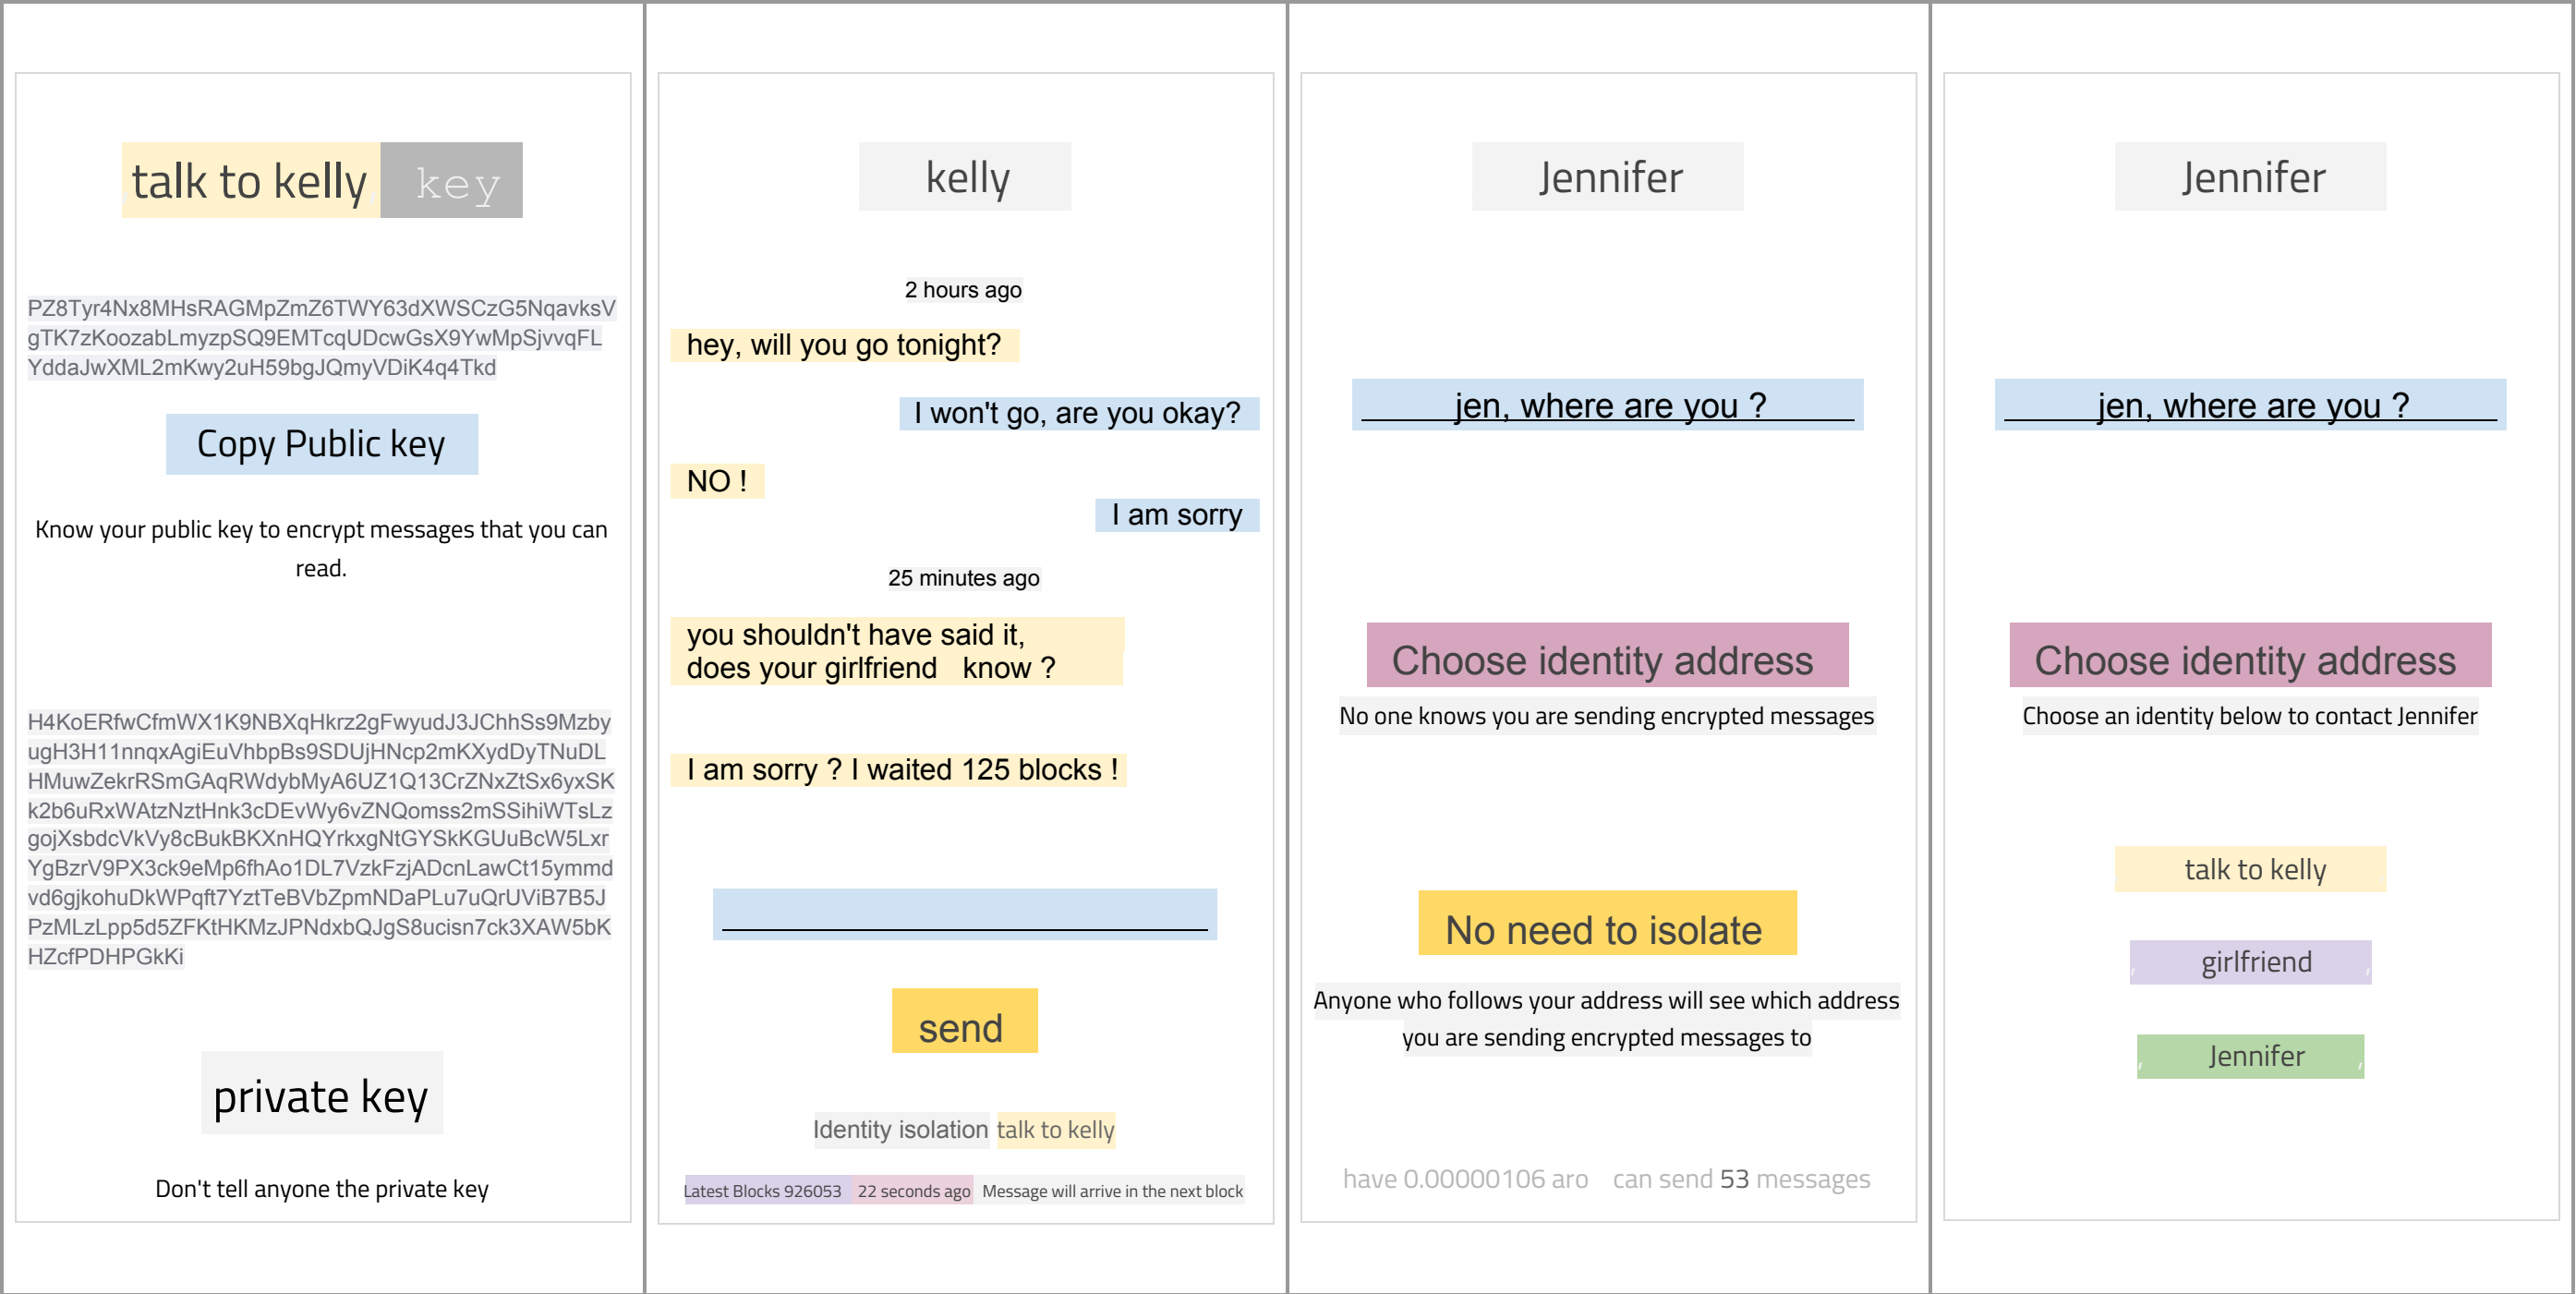 talk to kelly key
PZ8Tyr4Nx8MHsRAGMpZmZ6TWY63dXWSCzG5NqavksV
gTK7zKoozabLmyzpSQ9EMTcqUDcwGsX9YwMpSjvvqFL
YddaJwXML2mKwy2uH59bgJQmyVDiK4q4Tkd
Copy Public key
Know your public key to encrypt messages that you can
read.
H4KoERfwCfmWX1K9NBXqHkrz2gFwyudJ3JChhSs9Mzby
ugH3H11nnqxAgiEuVhbpBs9SDUjHNcp2mKXydDyTNuDL
HMuwZekrRSmGAqRWdybMyA6UZ1Q13CrZNxZtSx6yxSK
k2b6uRxWAtzNztHnk3cDEvWy6vZNQomss2mSSihiWTsLz
gojXsbdcVkVy8cBukBKXnHQYrkxgNtGYSkKGUuBcW5Lxr
YgBzrV9PX3ck9eMp6fhAo1DL7VzkFzjADcnLawCt15ymmd
vd6gjkohuDkWPqft7YztTeBVbZpmNDaPLu7uQrUViB7B5J
PzMLzLpp5d5ZFKtHKMzJPNdxbQJgS8ucisn7ck3XAW5bK
HZcfPDHPGkKi
private key
Don't tell anyone the private key
kelly
2 hours ago
hey, will you go tonight?
I won't go, are you okay?
NO !
I am sorry
25 minutes ago
you shouldn't have said it,
does your girlfriend know ?
I am sorry ? I waited 125 blocks !
send
Identity isolation talk to kelly
Latest Blocks 926053 22 seconds ago Message will arrive in the next block
Jennifer
jen, where are you ?
Choose identity address
No one knows you are sending encrypted messages
No need to isolate
Anyone who follows your address will see which address
you are sending encrypted messages to
have 0.00000106 aro can send 53 messages
Jennifer
jen, where are you ?
Choose identity address
Choose an identity below to contact Jennifer
talk to kelly
, girlfriend ,
, Jennifer ,